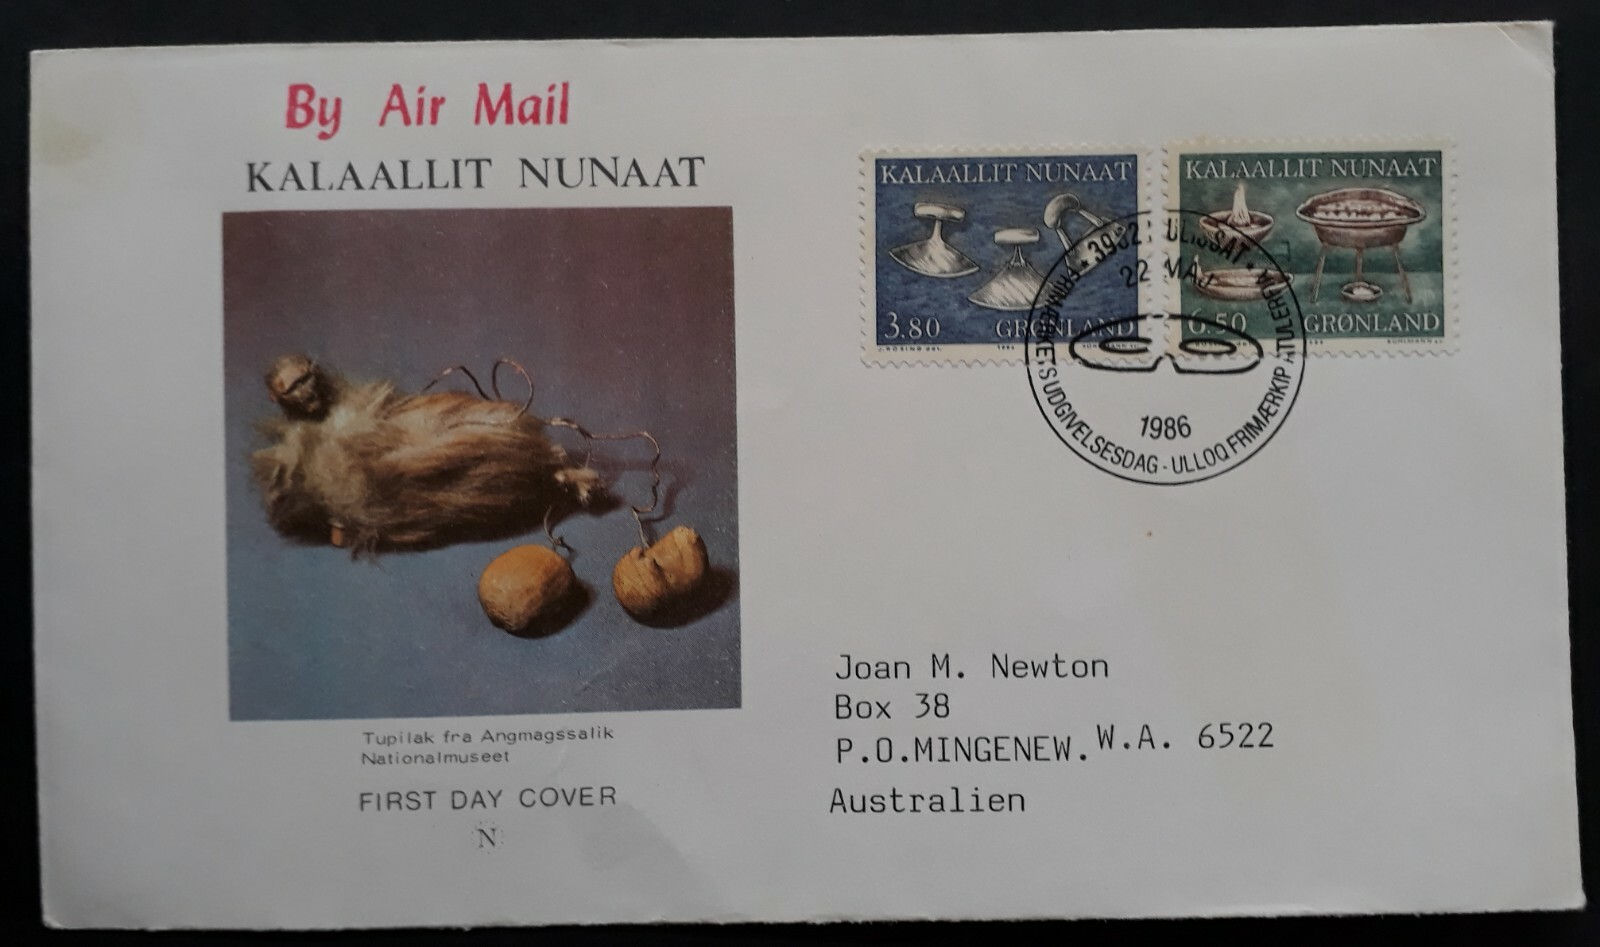 By Air Mail
KALAALLIT NUNAAT
KALAALLIT NUNAAT
3.80 GRØNLAND
KALAALLIT NUNAAT
6.50 GRØNLAND
22 MAJ
1986
FRIMÆRKETS UDGIVELSESDAG - ULLOQ FRIMÆRKIP ATULERFIA
Tupilak fra Angmagssalik
Nationalmuseet
FIRST DAY COVER
N
Joan M. Newton
Box 38
P.O.MINGENEW. W.A. 6522
Australien